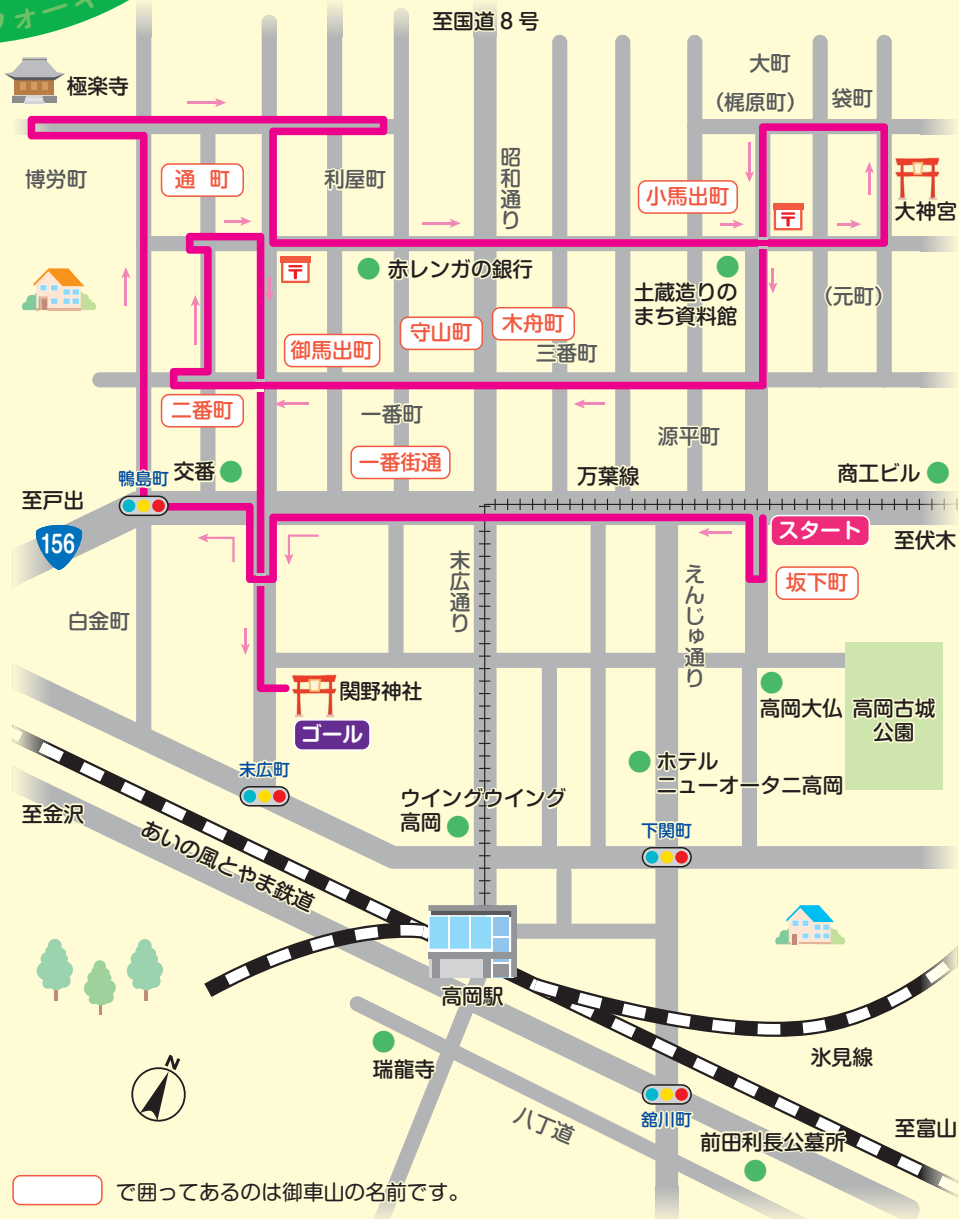 ウォーズ
至国道8号
極楽寺
大町
(梶原町)
袋町
博労町
通 町
利屋町
昭和通り
小馬出町
〒
大神宮
〒
赤レンガの銀行
土蔵造りの
まち資料館
(元町)
御馬出町
守山町
木舟町
三番町
二番町
一番町
源平町
一番街通
鴨島町
交番
万葉線
商工ビル
至戸出
156
スタート
至伏木
坂下町
末広通り
えんじゅ通り
白金町
関野神社
ゴール
高岡大仏
高岡古城
公園
末広町
ホテル
ニューオータニ高岡
ウイングウイング
高岡
至金沢
あいの風とやま鉄道
下関町
高岡駅
瑞龍寺
氷見線
N
舘川町
八丁道
前田利長公墓所
至富山
で囲ってあるのは御車山の名前です。